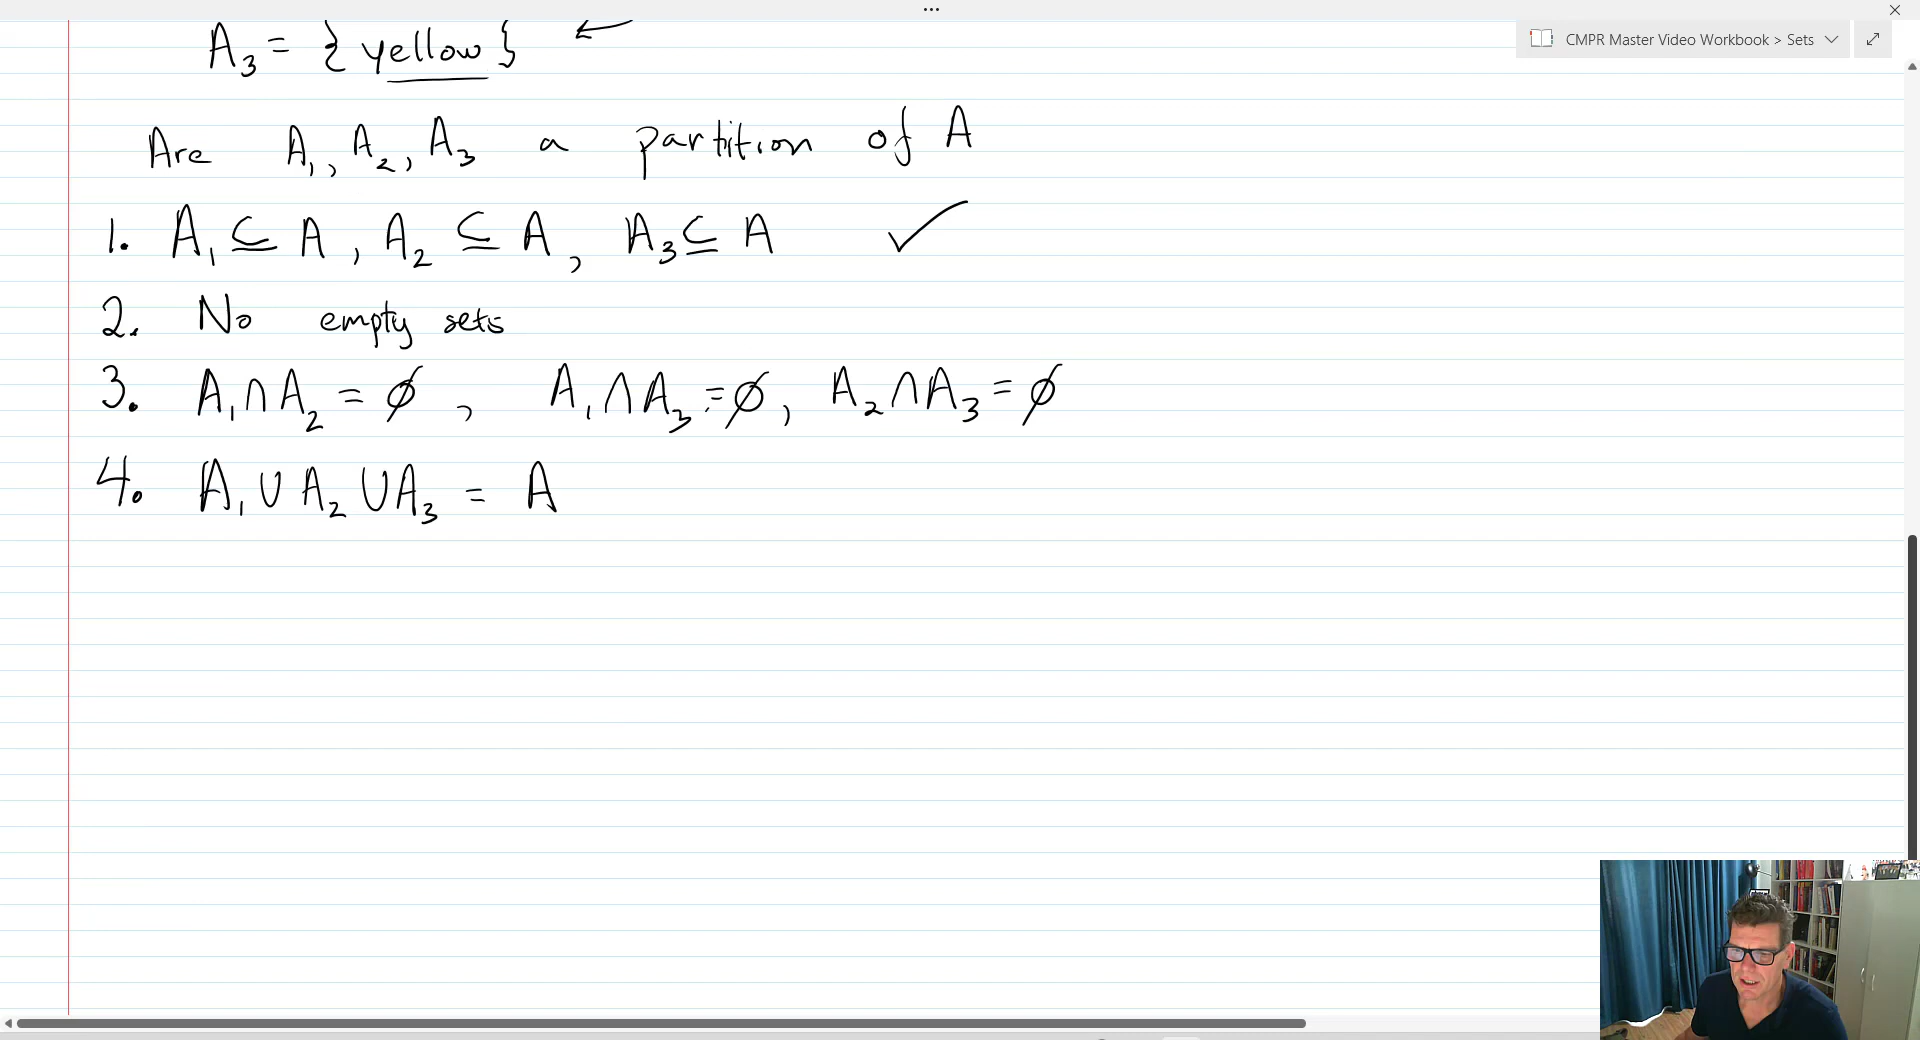 CMPR Master Video Workbook > Sets
A₃ = { yellow }
Are A₁, A₂, A₃ a partition of A
1. A₁ ⊆ A, A₂ ⊆ A, A₃ ⊆ A ✓
2. No empty sets
3. A₁ ∩ A₂ = ∅, A₁ ∩ A₃ = ∅, A₂ ∩ A₃ = ∅
4. A₁ ∪ A₂ ∪ A₃ = A